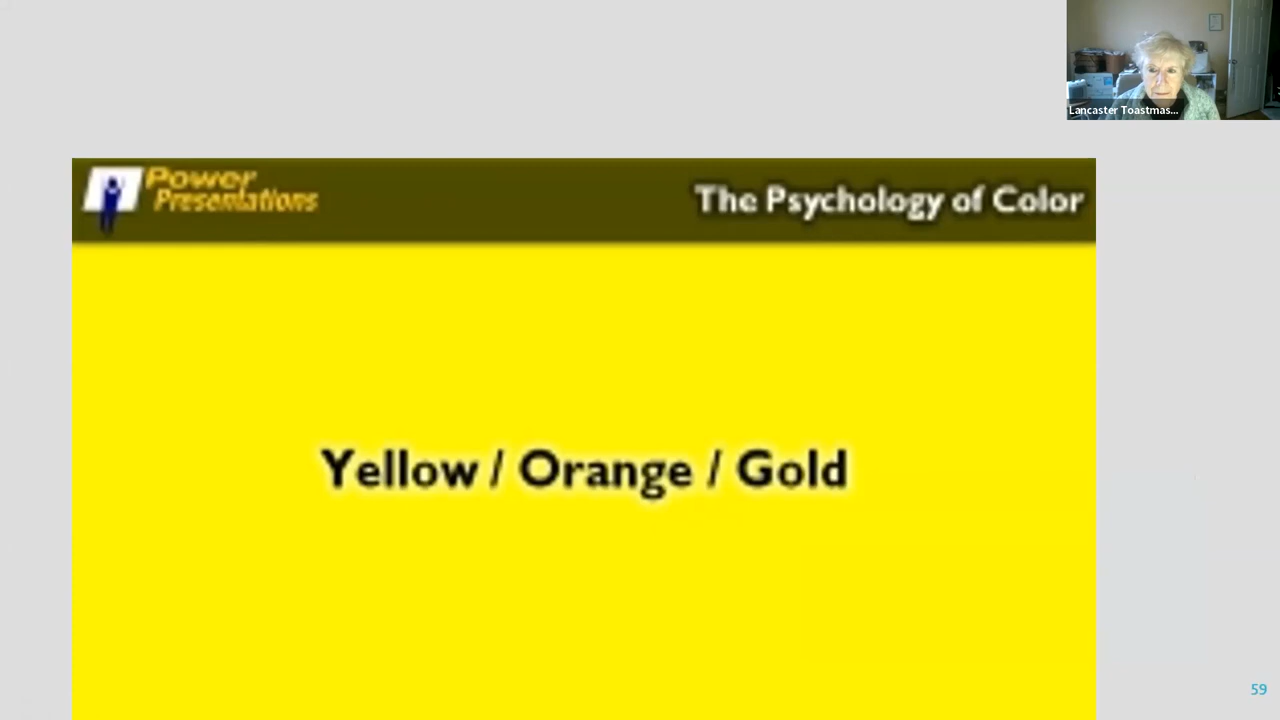 Lancaster Toastmas...
Power
Presentations
The Psychology of Color
Yellow / Orange / Gold
59